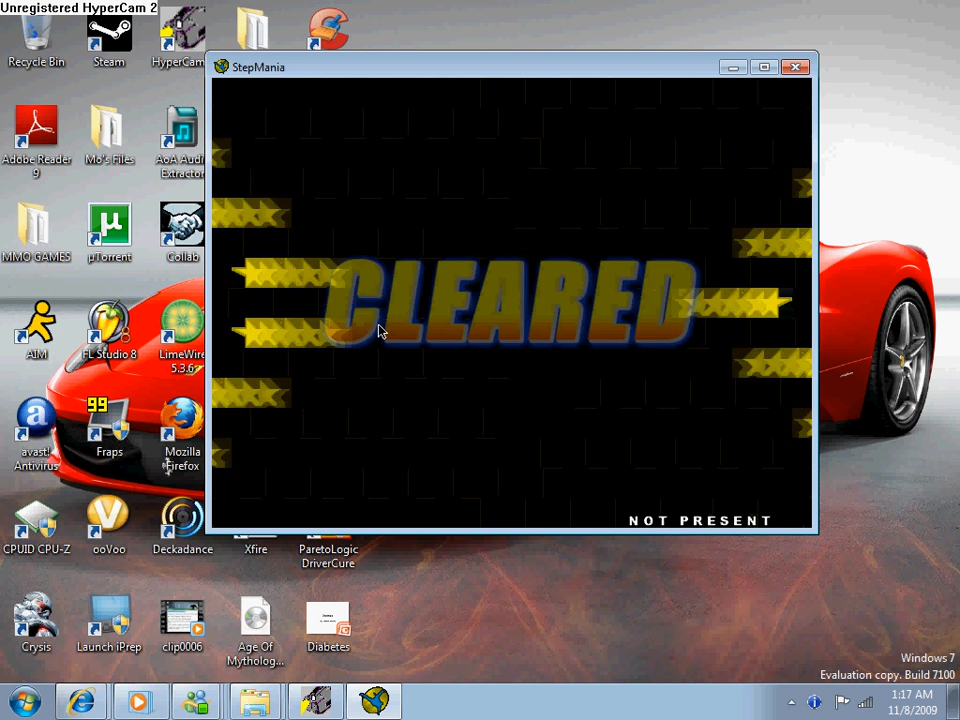 Unregistered HyperCam 2
Recycle Bin
Steam
HyperCam
StepMania
Adobe Reader
9
Mo's Files
AoA Audi
Extractor
MMO GAMES
µTorrent
Collab
CLEARED
AIM
FL Studio 8
LimeWire
5.3.6
avast!
Antivirus
99
Fraps
Mozilla
Firefox
NOT PRESENT
CPUID CPU-Z
ooVoo
Deckadance
Xfire
ParetoLogic
DriverCure
Crysis
Launch iPrep
clip0006
Age Of
Mytholog...
Diabetes
Windows 7
Evaluation copy. Build 7100
1:17 AM
11/8/2009